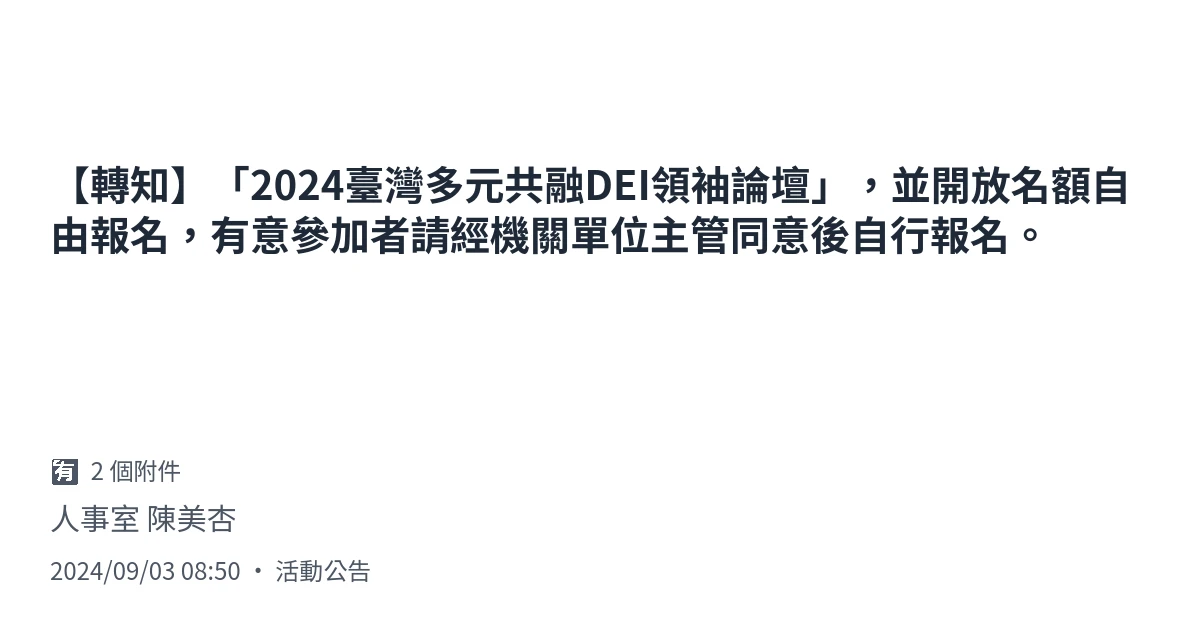 【轉知】「2024臺灣多元共融DEI領袖論壇」，並開放名額自
由報名，有意參加者請經機關單位主管同意後自行報名。
有 2 個附件
人事室 陳美杏
2024/09/03 08:50 • 活動公告